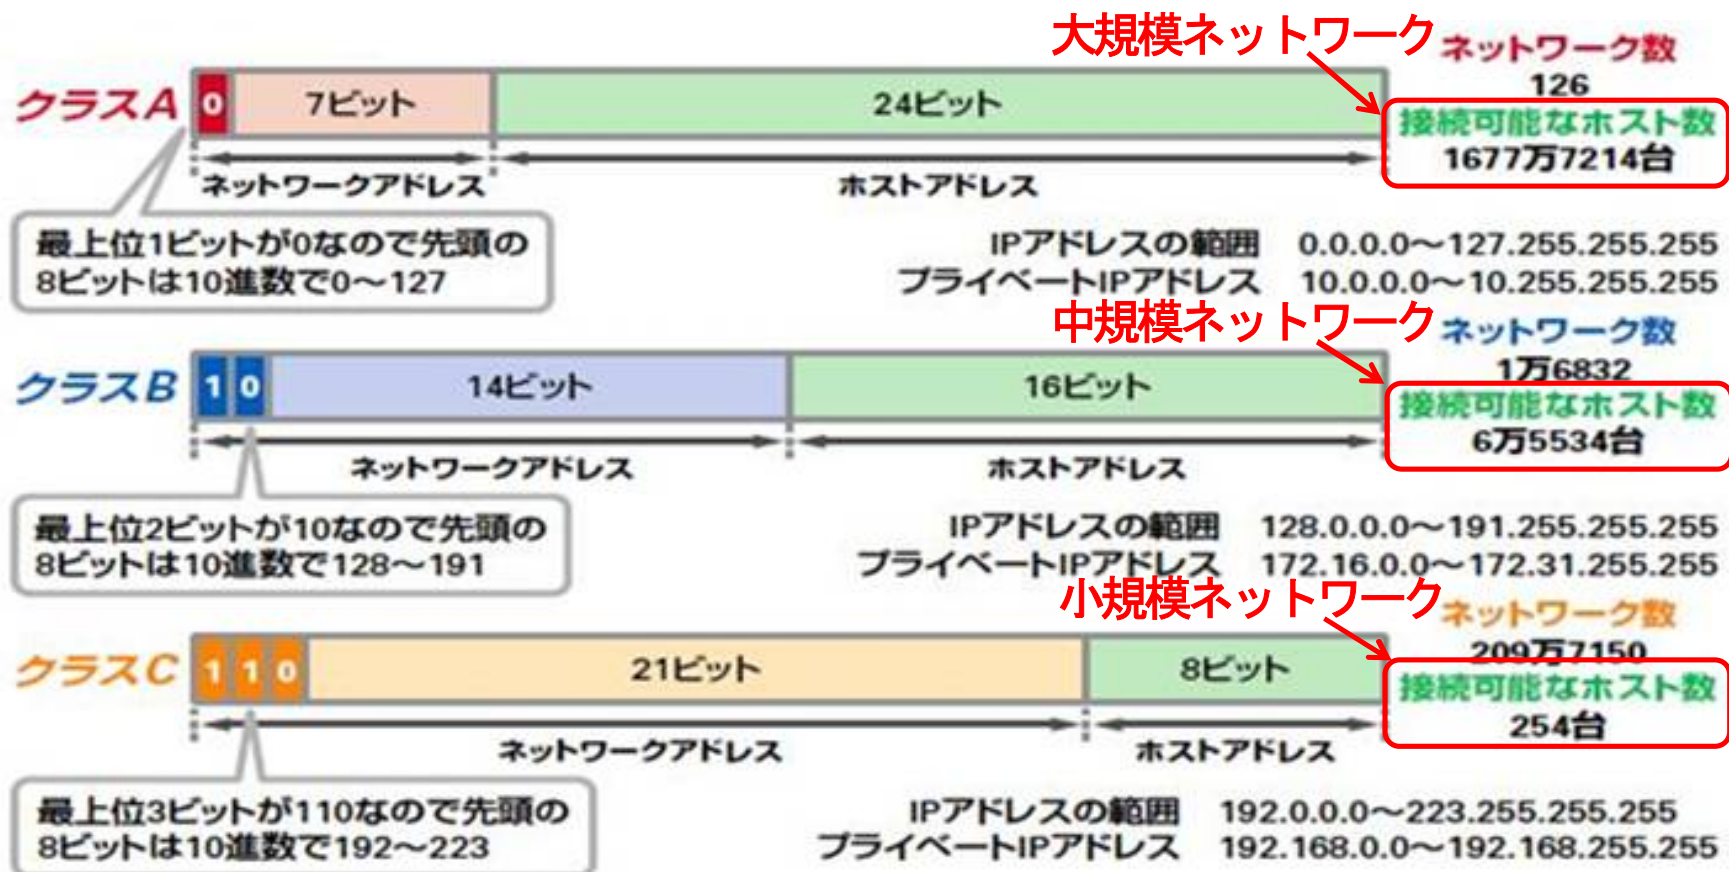 大規模ネットワーク
ネットワーク数
126
クラスA
0
7ビット
24ビット
接続可能なホスト数
1677万7214台
ネットワークアドレス
ホストアドレス
最上位1ビットが0なので先頭の
8ビットは10進数で0〜127
IPアドレスの範囲 0.0.0.0〜127.255.255.255
プライベートIPアドレス 10.0.0.0〜10.255.255.255
中規模ネットワーク
ネットワーク数
1万6832
クラスB
1 0
14ビット
16ビット
接続可能なホスト数
6万5534台
ネットワークアドレス
ホストアドレス
最上位2ビットが10なので先頭の
8ビットは10進数で128〜191
IPアドレスの範囲 128.0.0.0〜191.255.255.255
プライベートIPアドレス 172.16.0.0〜172.31.255.255
小規模ネットワーク
ネットワーク数
209万7150
クラスC
1 1 0
21ビット
8ビット
接続可能なホスト数
254台
ネットワークアドレス
ホストアドレス
最上位3ビットが110なので先頭の
8ビットは10進数で192〜223
IPアドレスの範囲 192.0.0.0〜223.255.255.255
プライベートIPアドレス 192.168.0.0〜192.168.255.255